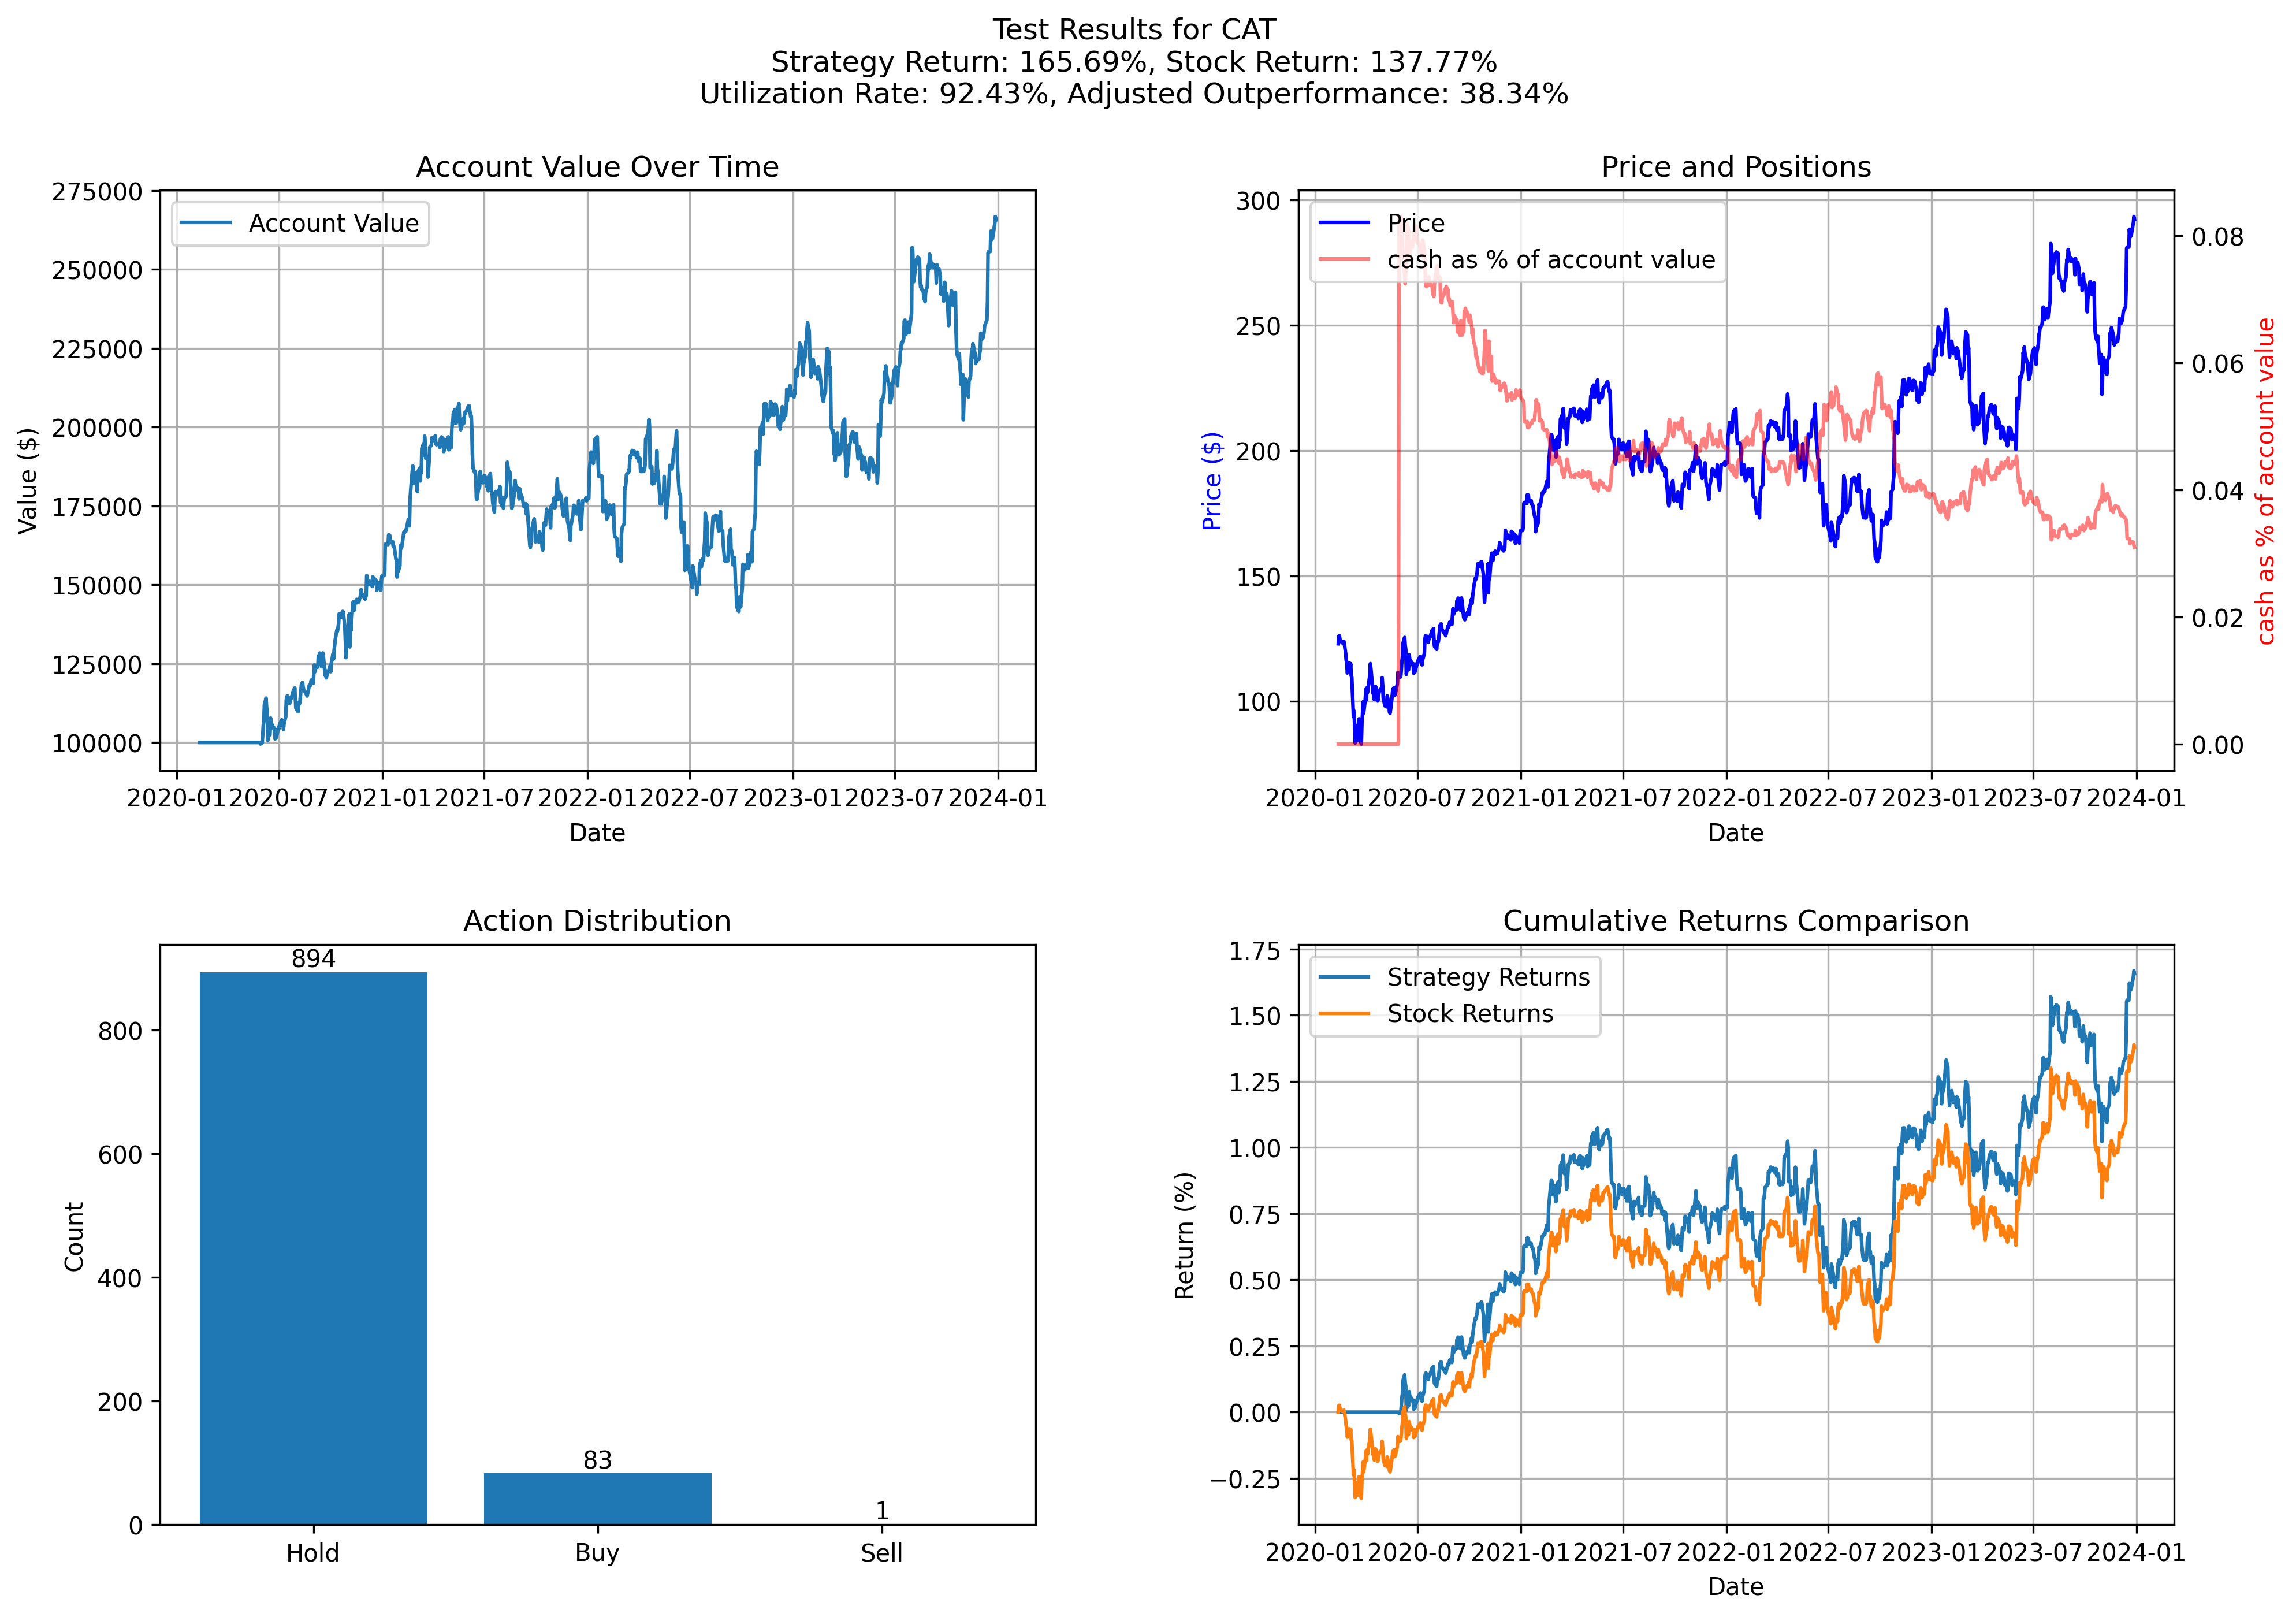 Test Results for CAT
Strategy Return: 165.69%, Stock Return: 137.77%
Utilization Rate: 92.43%, Adjusted Outperformance: 38.34%
Account Value Over Time
275000
250000
225000
200000
175000
150000
125000
100000
Value ($)
Account Value
2020-01 2020-07 2021-01 2021-07 2022-01 2022-07 2023-01 2023-07 2024-01
Date
Price and Positions
300
250
200
150
100
Price ($)
Price
cash as % of account value
0.08
0.06
0.04
0.02
0.00
cash as % of account value
2020-01 2020-07 2021-01 2021-07 2022-01 2022-07 2023-01 2023-07 2024-01
Date
Action Distribution
800
600
400
200
0
Count
894
83
1
Hold Buy Sell
Cumulative Returns Comparison
1.75
1.50
1.25
1.00
0.75
0.50
0.25
0.00
−0.25
Return (%)
Strategy Returns
Stock Returns
2020-01 2020-07 2021-01 2021-07 2022-01 2022-07 2023-01 2023-07 2024-01
Date